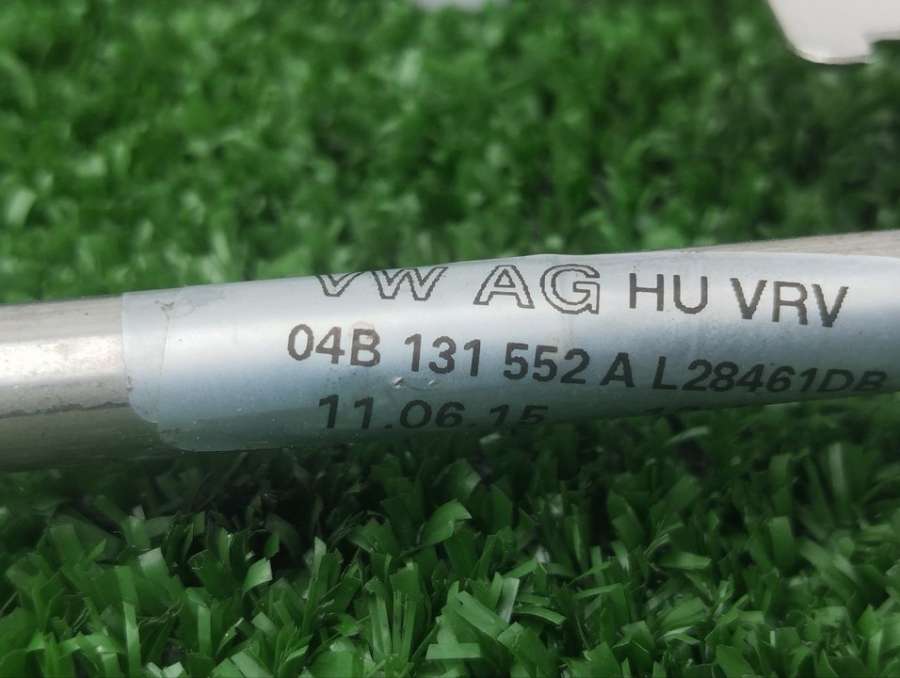 VW AG HU VRV
04B 131 552 A L28461DB
11.06.15